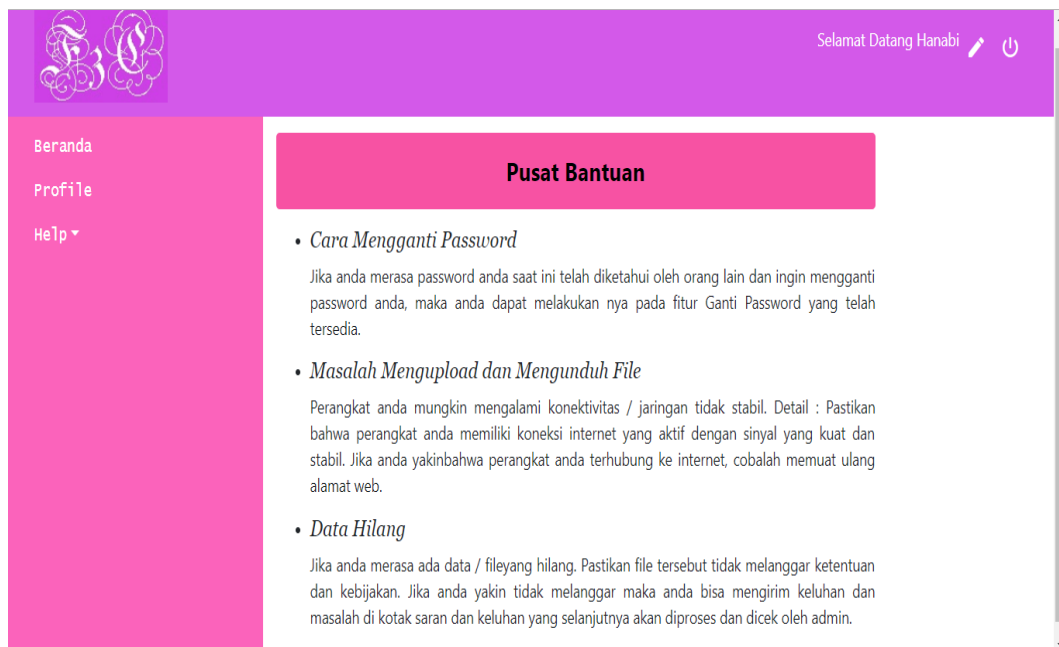 EzC
Selamat Datang Hanabi
Beranda
Profile
Help
Pusat Bantuan
Cara Mengganti Password
Jika anda merasa password anda saat ini telah diketahui oleh orang lain dan ingin mengganti
password anda, maka anda dapat melakukan nya pada fitur Ganti Password yang telah
tersedia.
Masalah Mengupload dan Mengunduh File
Perangkat anda mungkin mengalami konektivitas / jaringan tidak stabil. Detail : Pastikan
bahwa perangkat anda memiliki koneksi internet yang aktif dengan sinyal yang kuat dan
stabil. Jika anda yakinbahwa perangkat anda terhubung ke internet, cobalah memuat ulang
alamat web.
Data Hilang
Jika anda merasa ada data / fileyang hilang. Pastikan file tersebut tidak melanggar ketentuan
dan kebijakan. Jika anda yakin tidak melanggar maka anda bisa mengirim keluhan dan
masalah di kotak saran dan keluhan yang selanjutnya akan diproses dan dicek oleh admin.